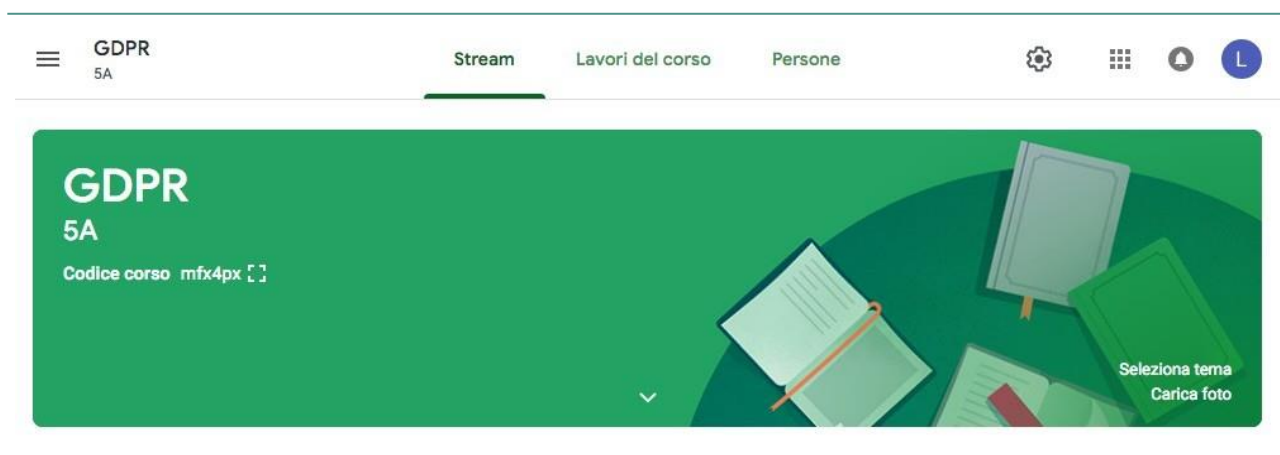 GDPR
5A
Stream Lavori del corso Persone
L
GDPR
5A
Codice corso mfx4px
Seleziona tema
Carica foto